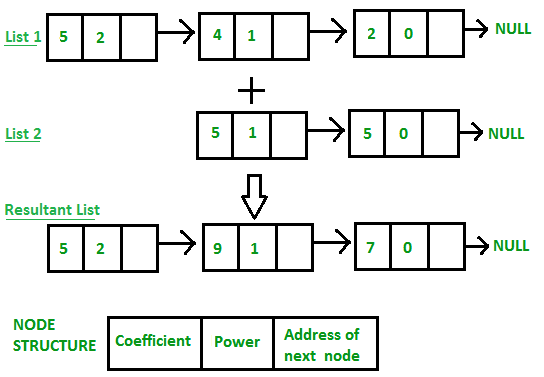 List 1 5 2 4 1 2 0 NULL
+
List 2 5 1 5 0 NULL
Resultant List
5 2 9 1 7 0 NULL
NODE STRUCTURE
Coefficient Power Address of next node